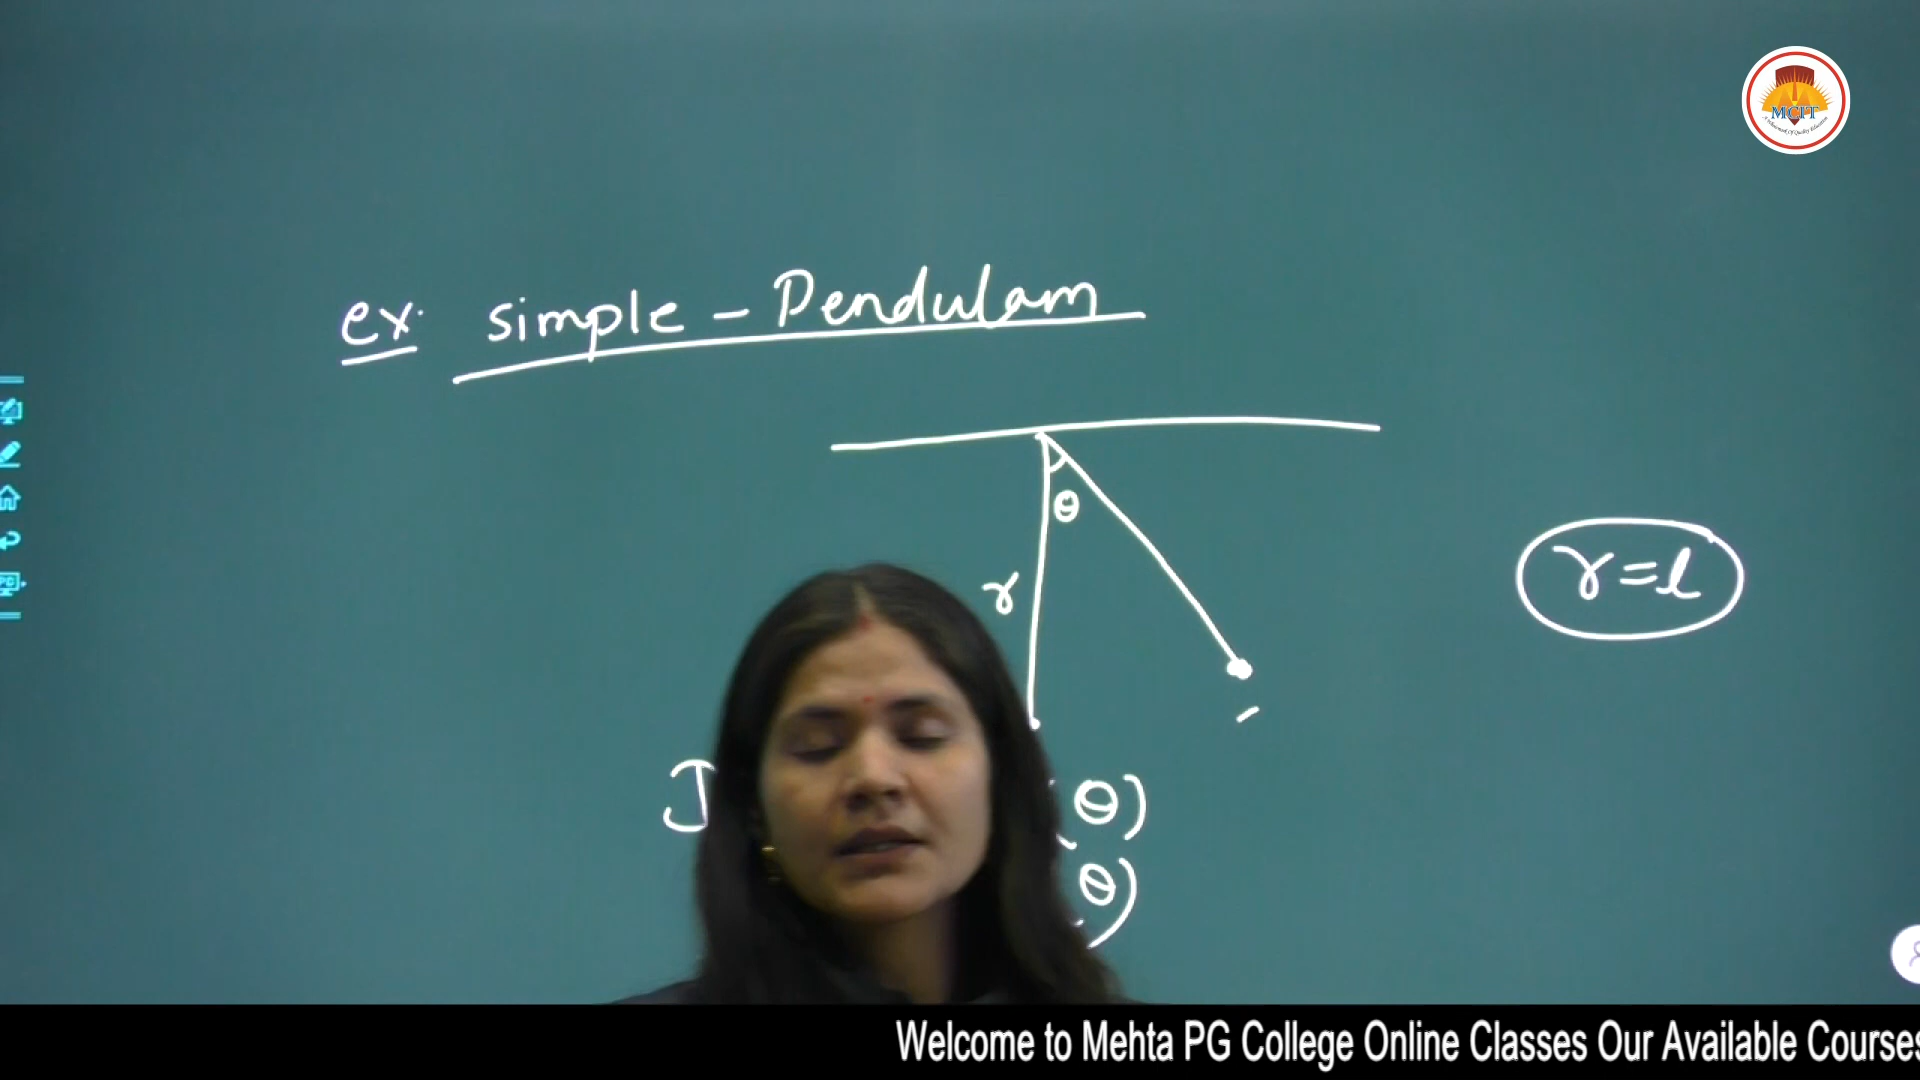 MCIT
ex. simple - Pendulam
θ
r
r = l
J
(θ)
θ)
Welcome to Mehta PG College Online Classes Our Available Courses